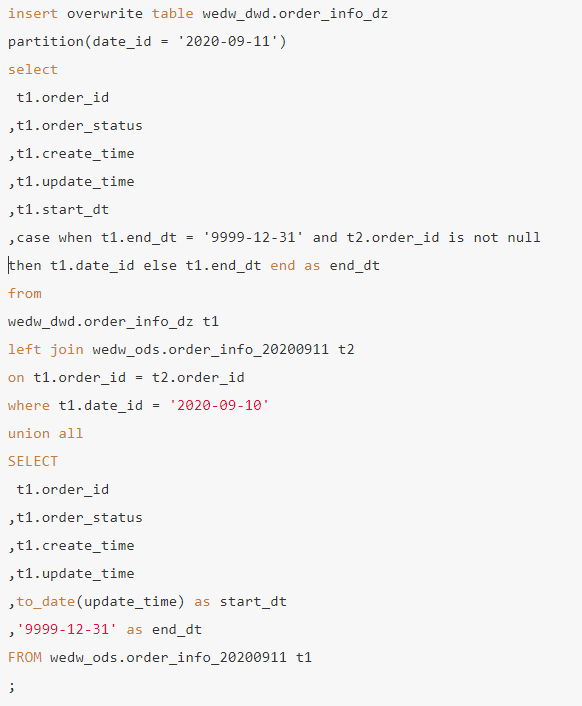 insert overwrite table wedw_dwd.order_info_dz
partition(date_id = '2020-09-11')
select
 t1.order_id
,t1.order_status
,t1.create_time
,t1.update_time
,t1.start_dt
,case when t1.end_dt = '9999-12-31' and t2.order_id is not null
then t1.date_id else t1.end_dt end as end_dt
from
wedw_dwd.order_info_dz t1
left join wedw_ods.order_info_20200911 t2
on t1.order_id = t2.order_id
where t1.date_id = '2020-09-10'
union all
SELECT
 t1.order_id
,t1.order_status
,t1.create_time
,t1.update_time
,to_date(update_time) as start_dt
,'9999-12-31' as end_dt
FROM wedw_ods.order_info_20200911 t1
;